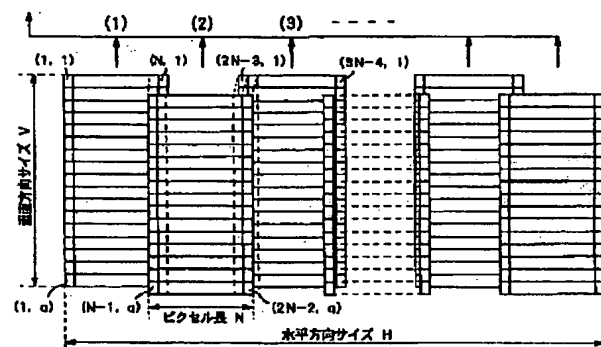 (1) (2) (3) - - - -
(1, 1) (N, 1) (2N-3, 1) (3N-4, 1)
垂直方向サイズ V
(1, a) (N-1, a) (2N-2, a)
ピクセル長 N
水平方向サイズ H